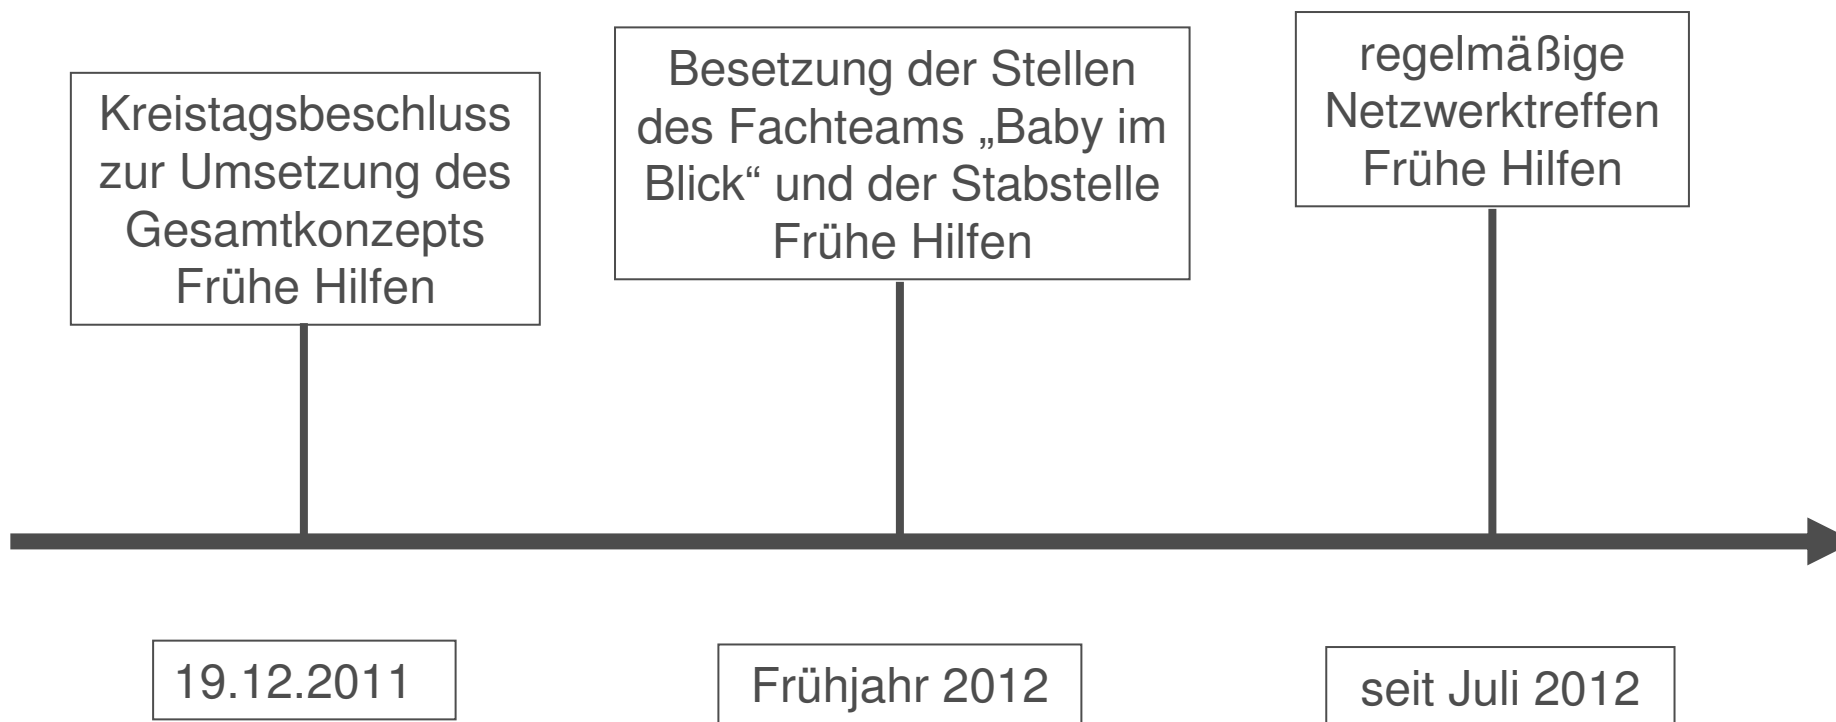 Kreistagsbeschluss
zur Umsetzung des
Gesamtkonzepts
Frühe Hilfen
Besetzung der Stellen
des Fachteams „Baby im
Blick“ und der Stabstelle
Frühe Hilfen
regelmäßige
Netzwerktreffen
Frühe Hilfen
19.12.2011
Frühjahr 2012
seit Juli 2012